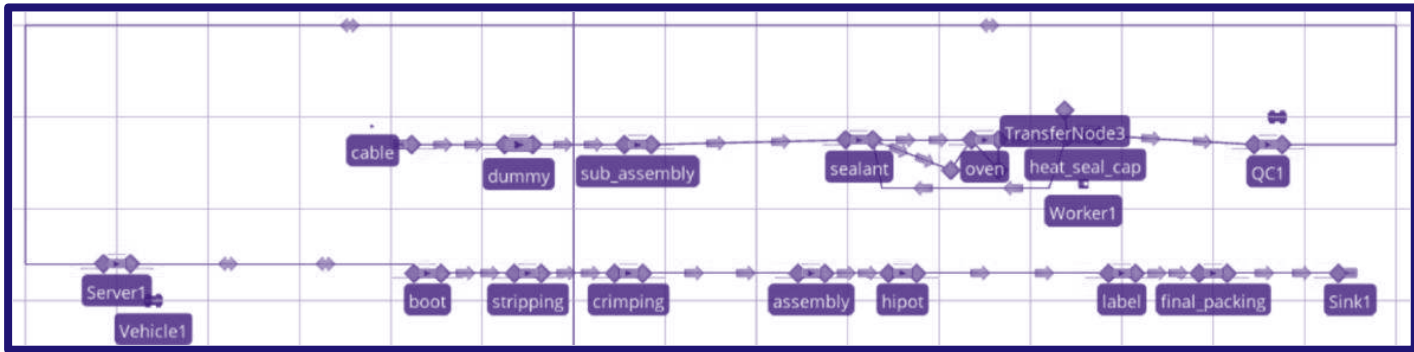 TransferNode3
cable
dummy
sub_assembly
sealant
oven
heat_seal_cap
QC1
Worker1
Server1
Vehicle1
boot
stripping
crimping
assembly
hipot
label
final_packing
Sink1